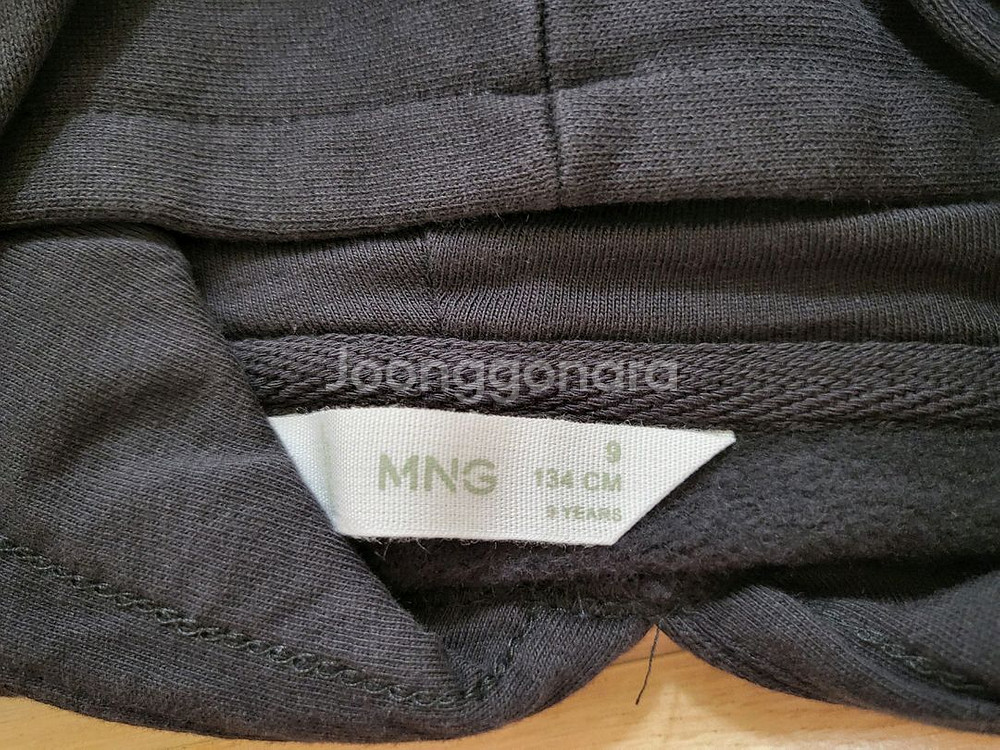 Joonggonara
MNG
9
134 CM
9 YEARS